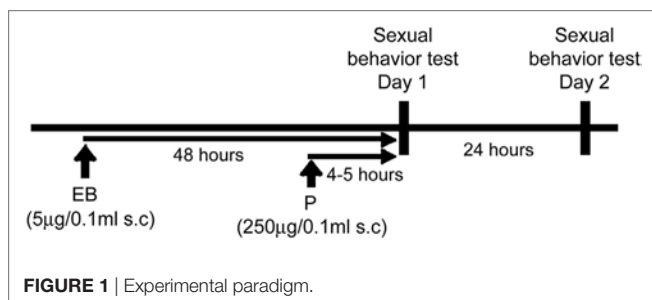 Sexual
behavior test
Day 1
Sexual
behavior test
Day 2
48 hours
4-5 hours
24 hours
EB
(5µg/0.1ml s.c)
P
(250µg/0.1ml s.c)
FIGURE 1 | Experimental paradigm.